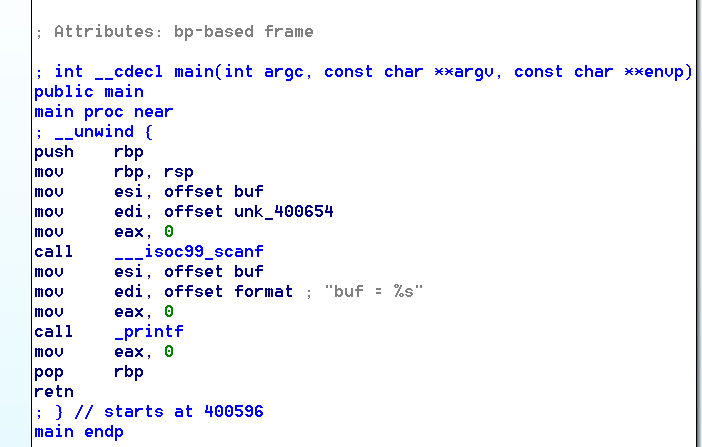 ; Attributes: bp-based frame
; int __cdecl main(int argc, const char **argv, const char **envp)
public main
main proc near
; __unwind {
push    rbp
mov     rbp, rsp
mov     esi, offset buf
mov     edi, offset unk_400654
mov     eax, 0
call    ___isoc99_scanf
mov     esi, offset buf
mov     edi, offset format ; "buf = %s"
mov     eax, 0
call    _printf
mov     eax, 0
pop     rbp
retn
; } // starts at 400596
main endp